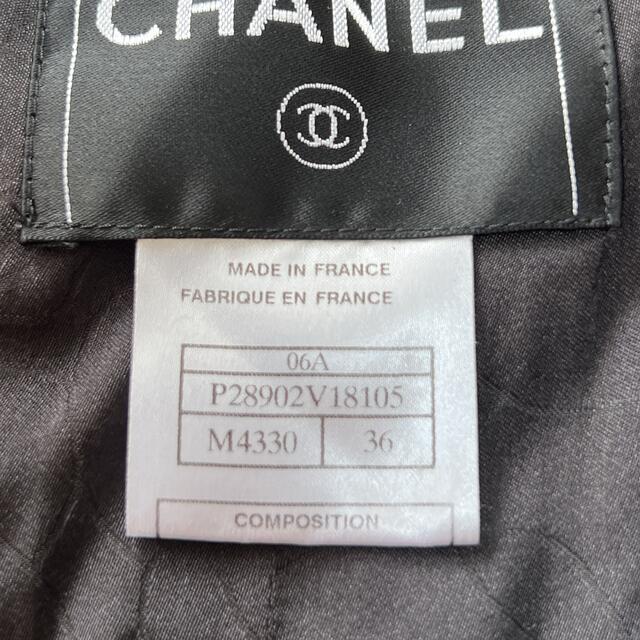 CHANEL
MADE IN FRANCE
FABRIQUE EN FRANCE
06A
P28902V18105
M4330 36
COMPOSITION